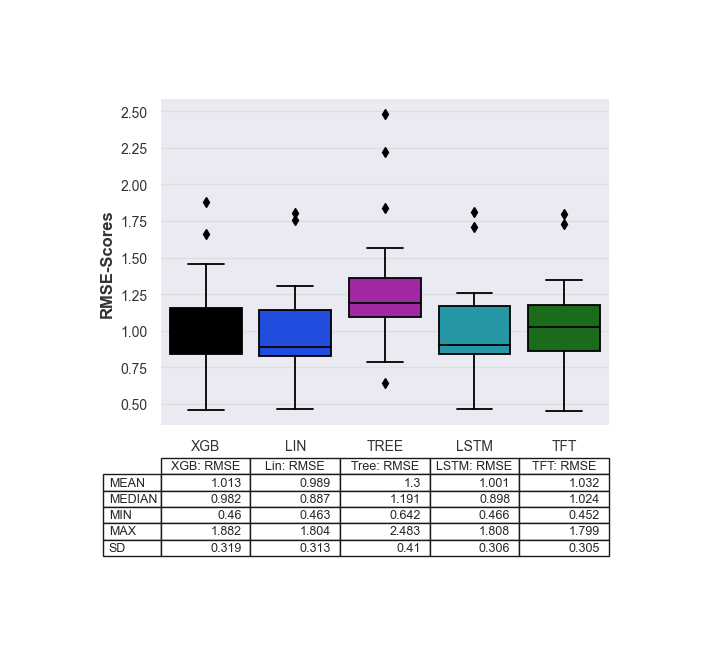 2.50
2.25
2.00
1.75
1.50
1.25
1.00
0.75
0.50
RMSE-Scores
XGB LIN TREE LSTM TFT
XGB: RMSE Lin: RMSE Tree: RMSE LSTM: RMSE TFT: RMSE
MEAN 1.013 0.989 1.3 1.001 1.032
MEDIAN 0.982 0.887 1.191 0.898 1.024
MIN 0.46 0.463 0.642 0.466 0.452
MAX 1.882 1.804 2.483 1.808 1.799
SD 0.319 0.313 0.41 0.306 0.305